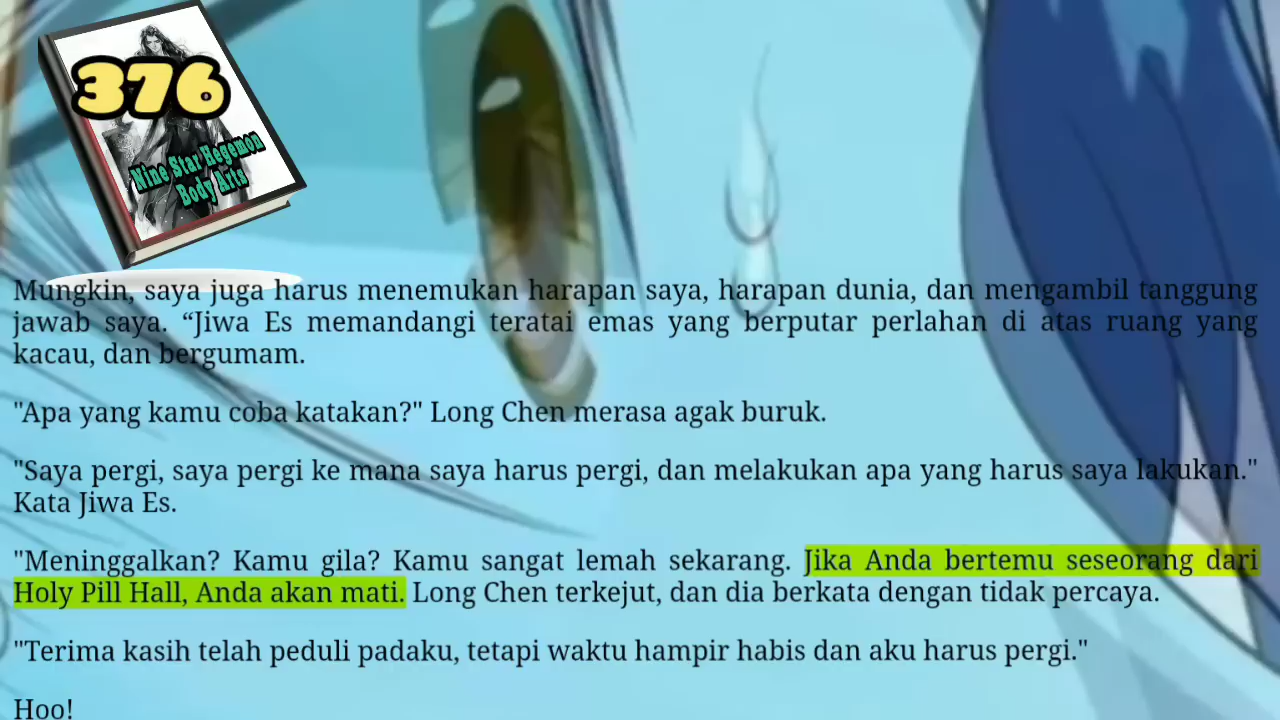 376
Nine Star Hegemon
Body Arts
Mungkin, saya juga harus menemukan harapan saya, harapan dunia, dan mengambil tanggung
jawab saya. “Jiwa Es memandangi teratai emas yang berputar perlahan di atas ruang yang
kacau, dan bergumam.
"Apa yang kamu coba katakan?" Long Chen merasa agak buruk.
"Saya pergi, saya pergi ke mana saya harus pergi, dan melakukan apa yang harus saya lakukan."
Kata Jiwa Es.
"Meninggalkan? Kamu gila? Kamu sangat lemah sekarang. Jika Anda bertemu seseorang dari
Holy Pill Hall, Anda akan mati. Long Chen terkejut, dan dia berkata dengan tidak percaya.
"Terima kasih telah peduli padaku, tetapi waktu hampir habis dan aku harus pergi."
Hoo!